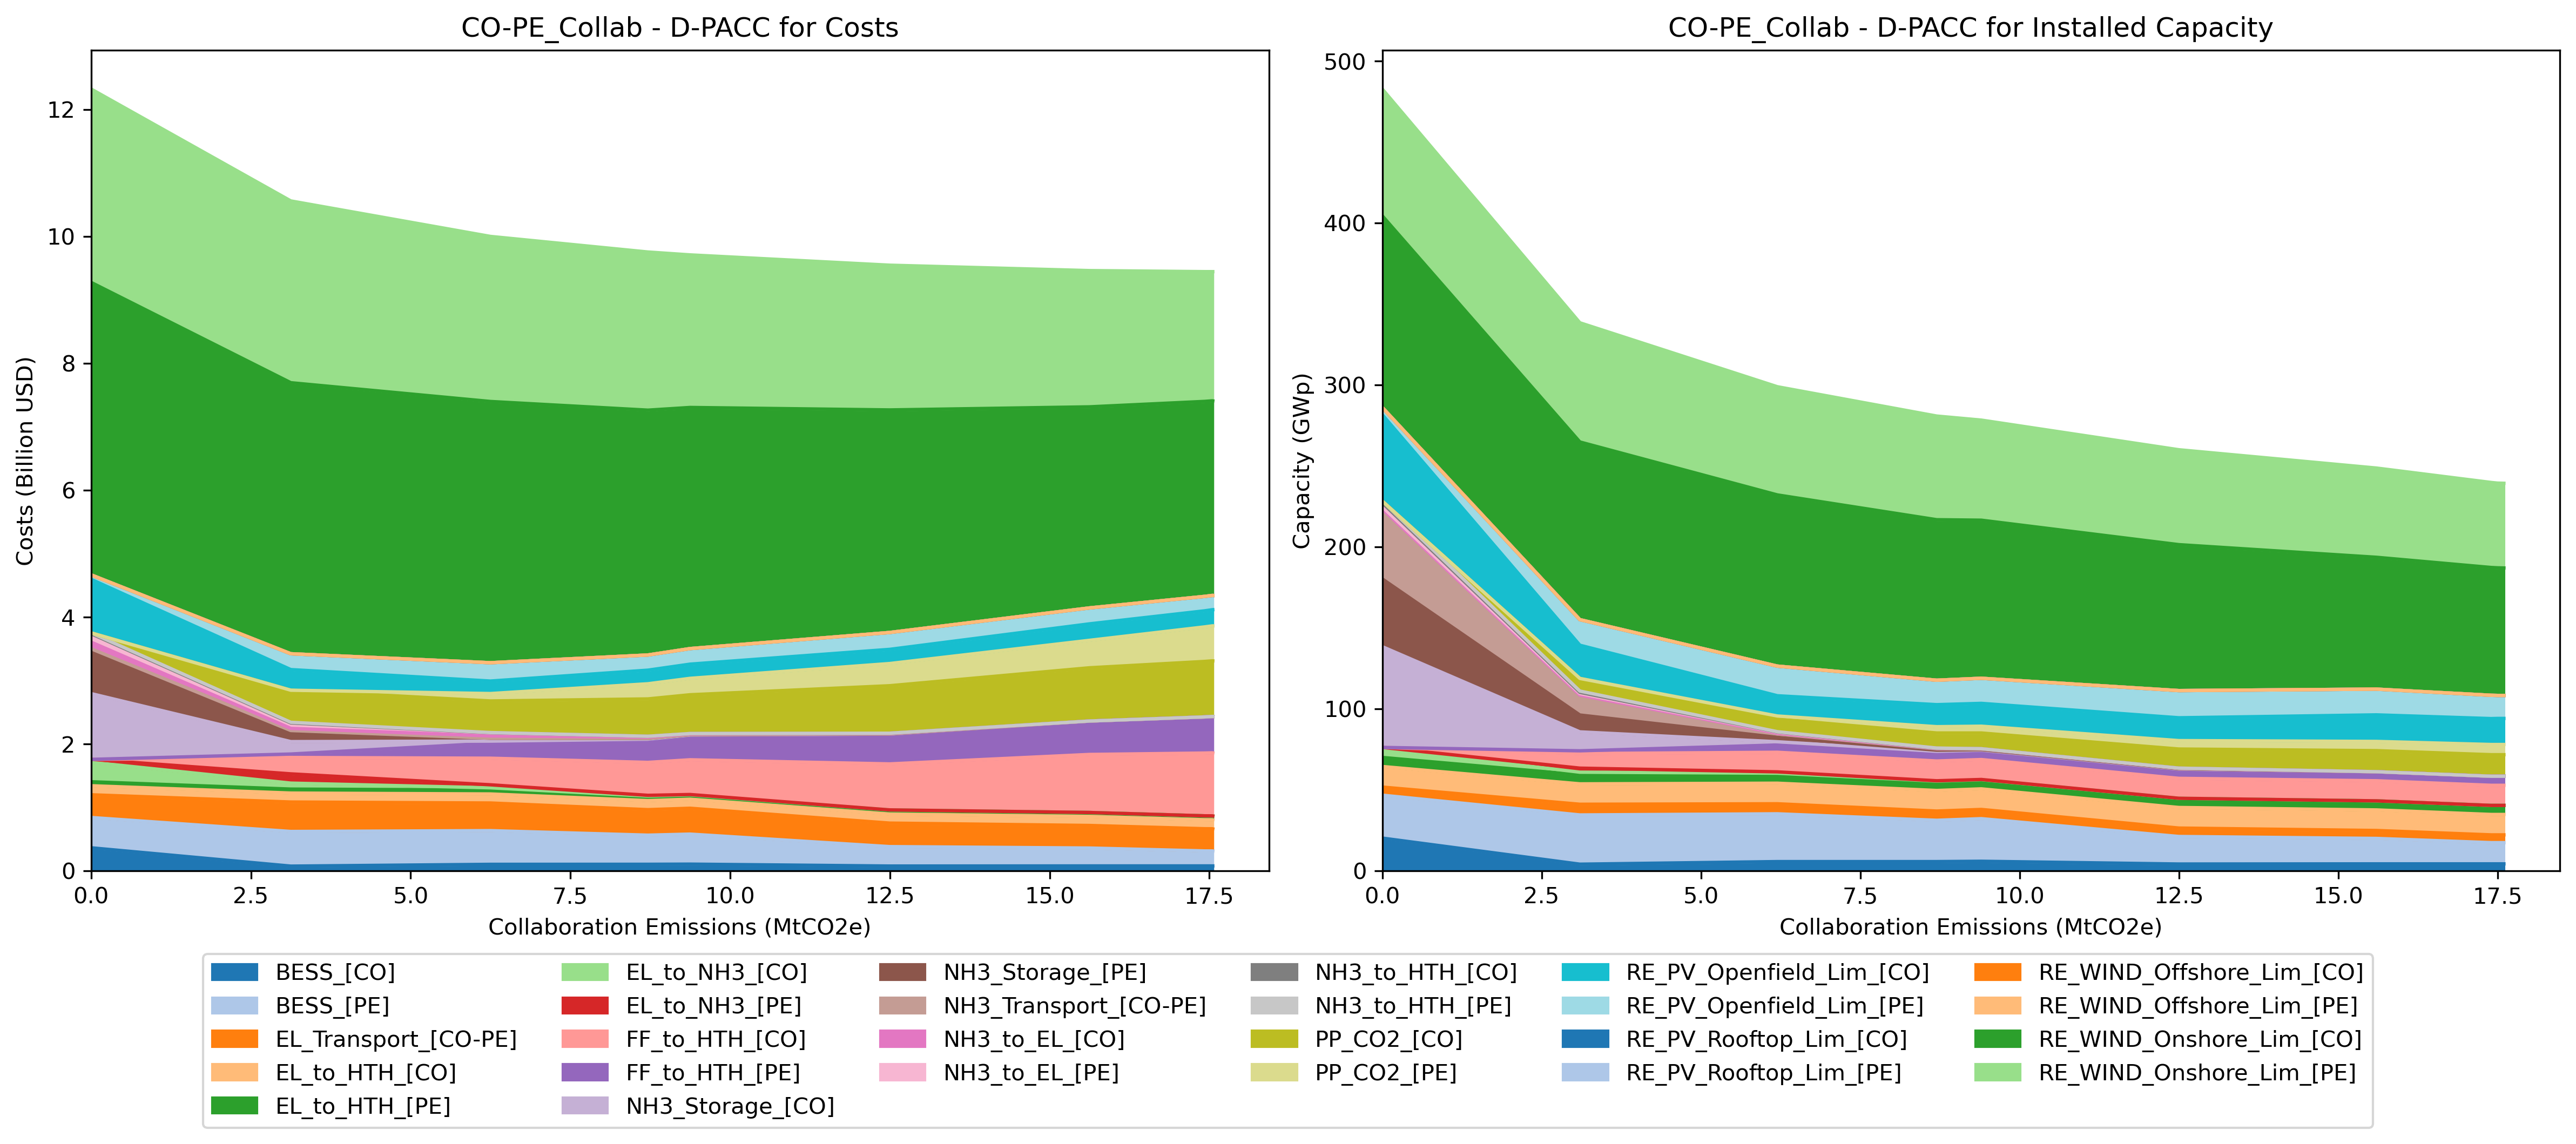 CO-PE_Collab - D-PACC for Costs
Costs (Billion USD)
12
10
8
6
4
2
0
0.0 2.5 5.0 7.5 10.0 12.5 15.0 17.5
Collaboration Emissions (MtCO2e)
CO-PE_Collab - D-PACC for Installed Capacity
Capacity (GWp)
500
400
300
200
100
0
0.0 2.5 5.0 7.5 10.0 12.5 15.0 17.5
Collaboration Emissions (MtCO2e)
BESS_[CO]
BESS_[PE]
EL_Transport_[CO-PE]
EL_to_HTH_[CO]
EL_to_HTH_[PE]
EL_to_NH3_[CO]
EL_to_NH3_[PE]
FF_to_HTH_[CO]
FF_to_HTH_[PE]
NH3_Storage_[CO]
NH3_Storage_[PE]
NH3_Transport_[CO-PE]
NH3_to_EL_[CO]
NH3_to_EL_[PE]
NH3_to_HTH_[CO]
NH3_to_HTH_[PE]
PP_CO2_[CO]
PP_CO2_[PE]
RE_PV_Openfield_Lim_[CO]
RE_PV_Openfield_Lim_[PE]
RE_PV_Rooftop_Lim_[CO]
RE_PV_Rooftop_Lim_[PE]
RE_WIND_Offshore_Lim_[CO]
RE_WIND_Offshore_Lim_[PE]
RE_WIND_Onshore_Lim_[CO]
RE_WIND_Onshore_Lim_[PE]